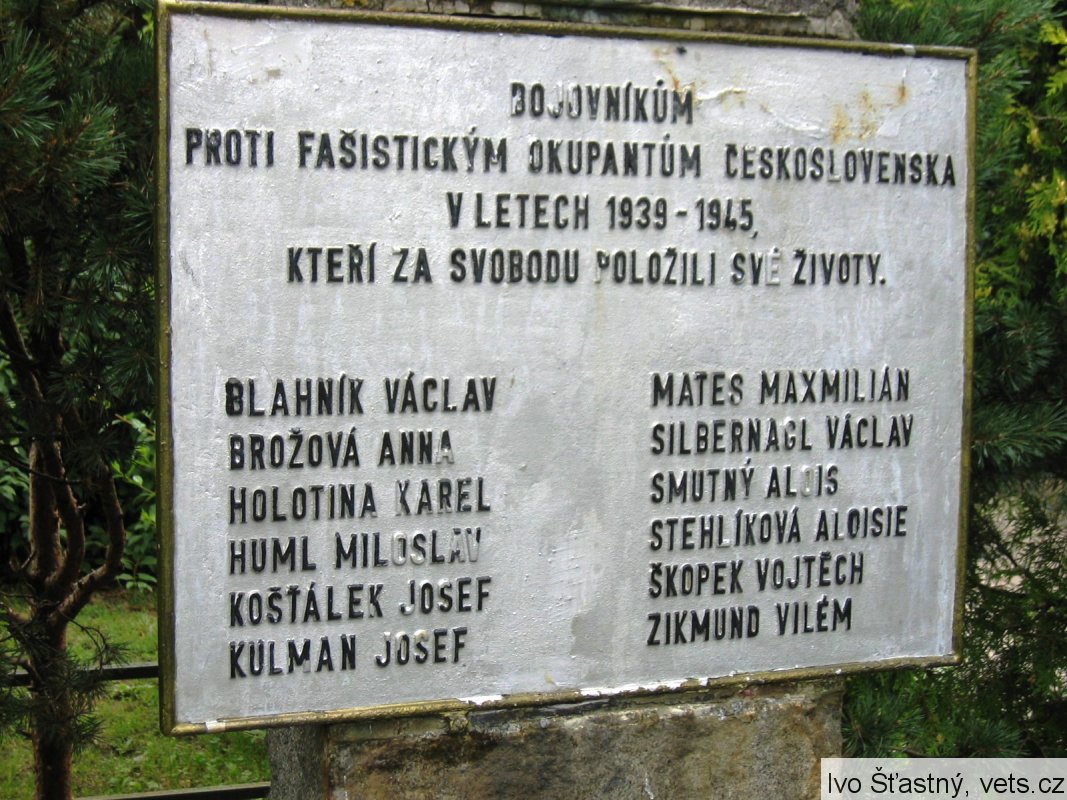 BOJOVNÍKŮM
PROTI FAŠISTICKÝM OKUPANTŮM ČESKOSLOVENSKA
V LETECH 1939 - 1945,
KTEŘÍ ZA SVOBODU POLOŽILI SVÉ ŽIVOTY.
BLAHNÍK VÁCLAV
BROŽOVÁ ANNA
HOLOTINA KAREL
HUML MILOSLAV
KOŠŤÁLEK JOSEF
KULMAN JOSEF
MATES MAXMILIÁN
SILBERNAGL VÁCLAV
SMUTNÝ ALOIS
STEHLÍKOVÁ ALOISIE
ŠKOPEK VOJTĚCH
ZIKMUND VILÉM
Ivo Šťastný, vets.cz